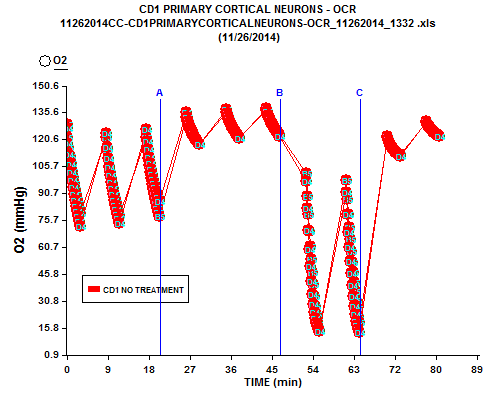 CD1 PRIMARY CORTICAL NEURONS - OCR
11262014CC-CD1PRIMARYCORTICALNEURONS-OCR_11262014_1332 .xls
(11/26/2014)
O2
A B C
150.6
135.6
120.6
105.7
90.7
75.7
60.7
45.8
30.8
15.8
0.9
O2 (mmHg)
CD1 NO TREATMENT
0 9 18 27 36 45 54 63 72 80 89
TIME (min)